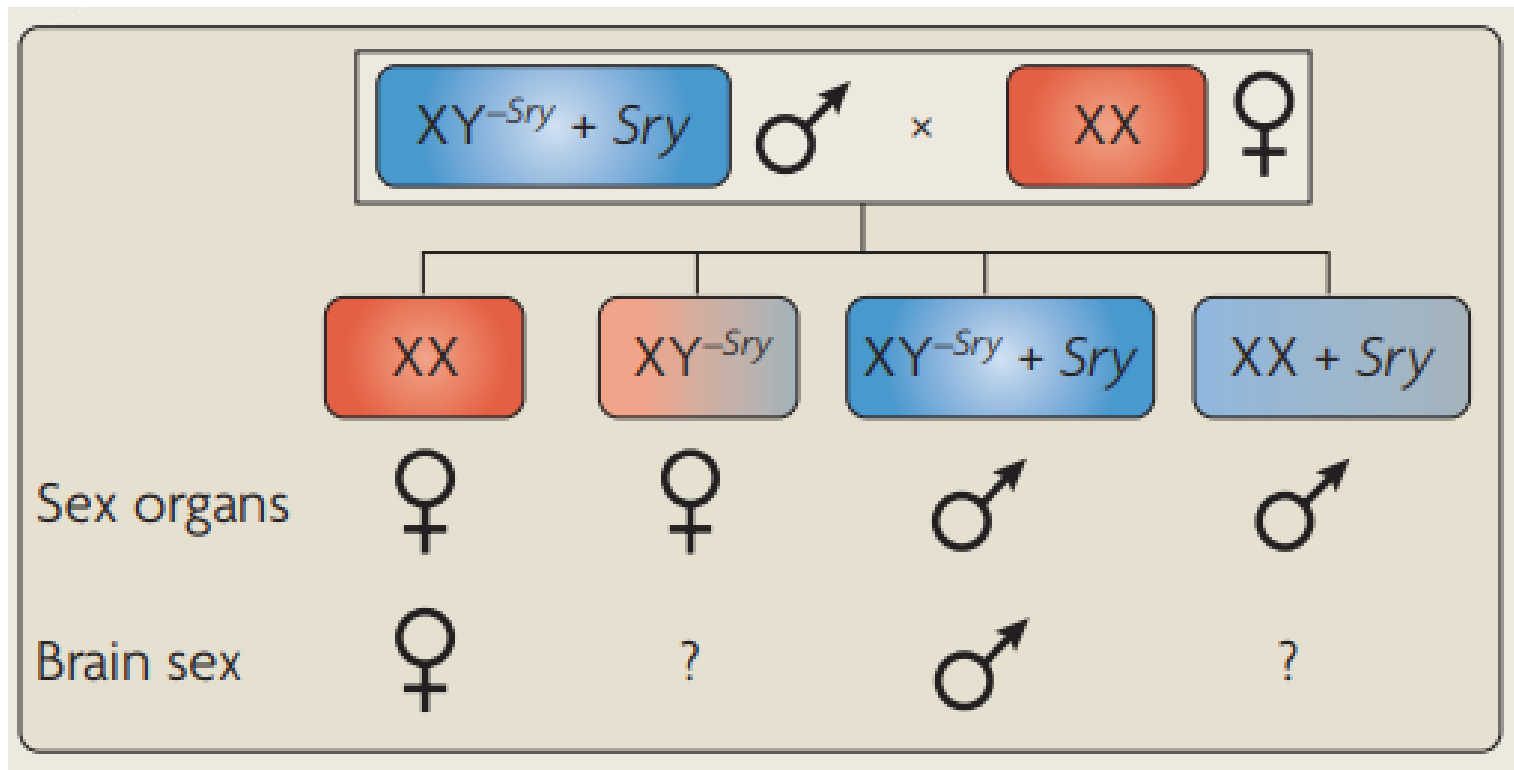 XY–Sry + Sry ♂ × XX ♀
XX XY–Sry XY–Sry + Sry XX + Sry
Sex organs ♀ ♀ ♂ ♂
Brain sex ♀ ? ♂ ?